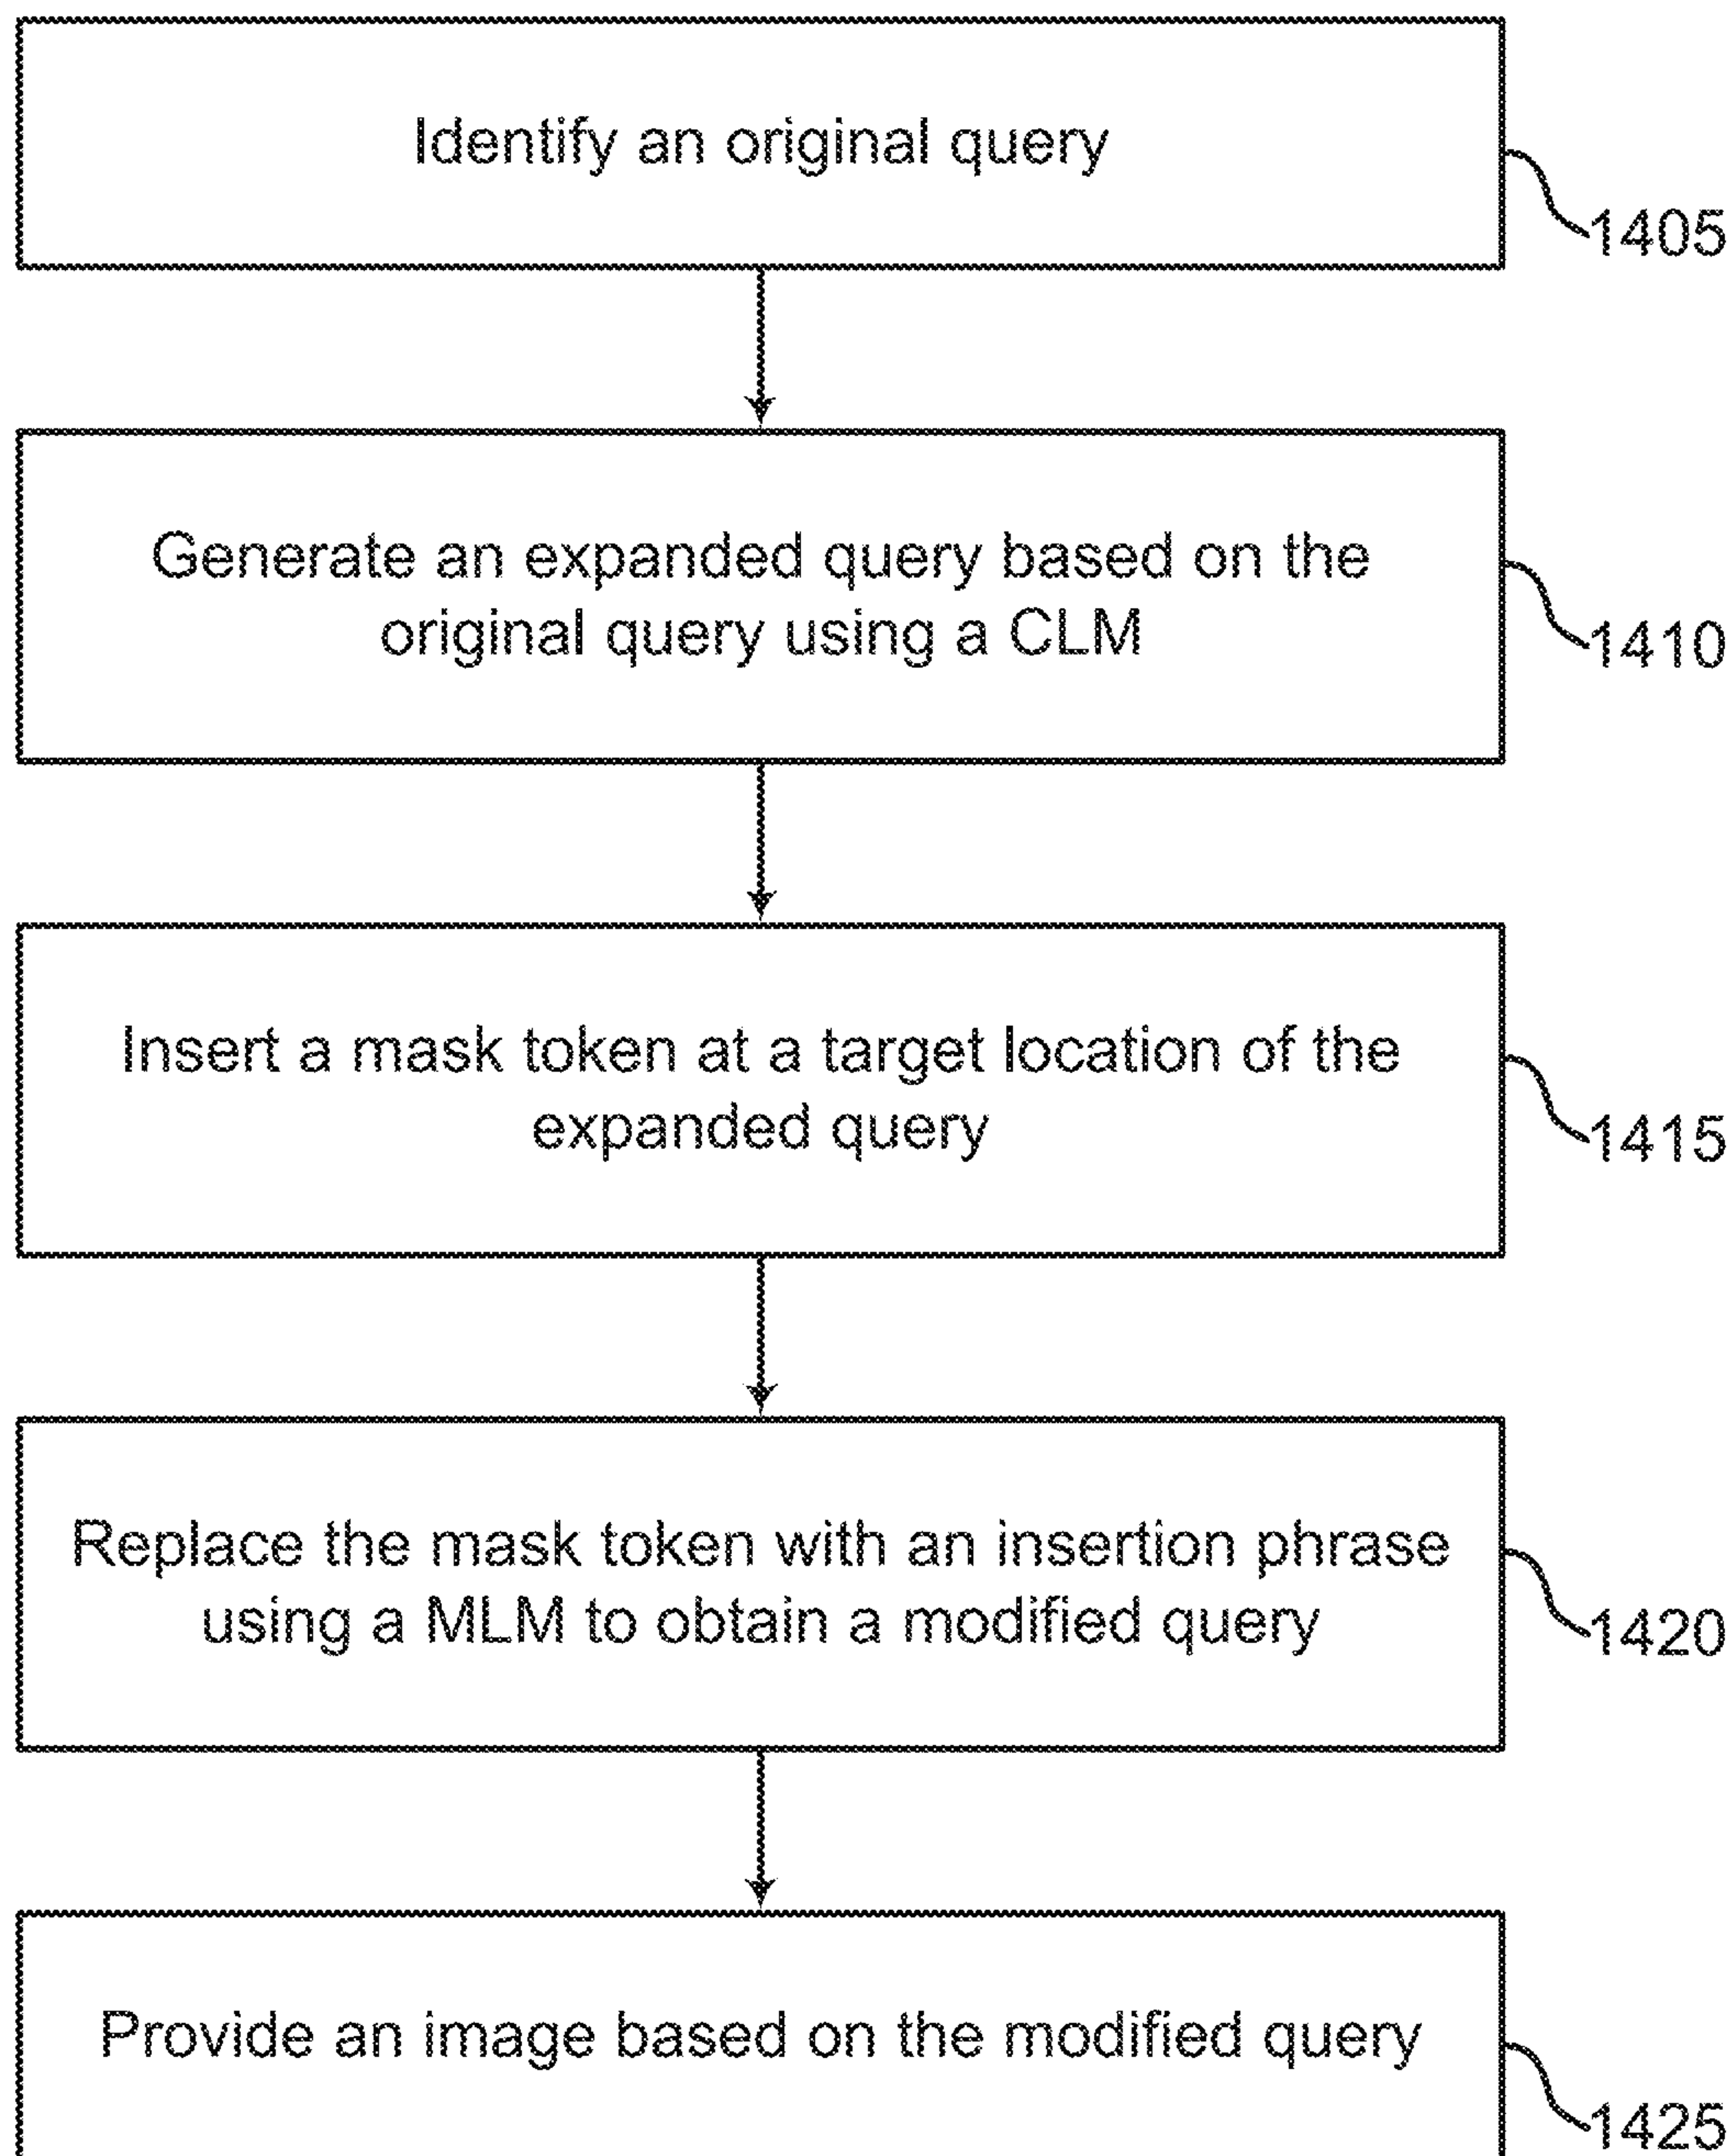 Identify an original query
1405
Generate an expanded query based on the
original query using a CLM
1410
Insert a mask token at a target location of the
expanded query
1415
Replace the mask token with an insertion phrase
using a MLM to obtain a modified query
1420
Provide an image based on the modified query
1425